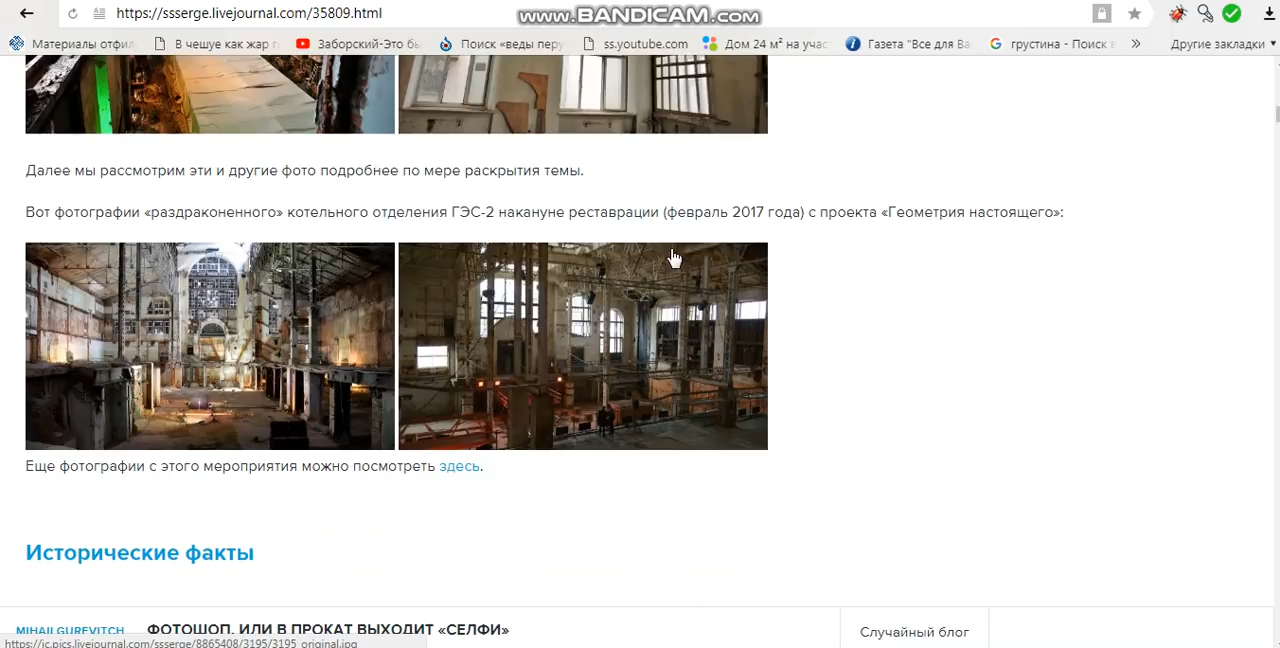 https://ssserge.livejournal.com/35809.html
www.BANDICAM.com
Материалы отфил
В чешуе как жар г
Заборский-Это бы
Поиск «веды перу
ss.youtube.com
Дом 24 м² на учас
Газета "Все для Ва
грустина - Поиск в
»
Другие закладки
Далее мы рассмотрим эти и другие фото подробнее по мере раскрытия темы.
Вот фотографии «раздраконенного» котельного отделения ГЭС-2 накануне реставрации (февраль 2017 года) с проекта «Геометрия настоящего»:
Еще фотографии с этого мероприятия можно посмотреть здесь.
Исторические факты
MIHAILGUREVITCH
ФОТОШОП, ИЛИ В ПРОКАТ ВЫХОДИТ «СЕЛФИ»
Случайный блог
https://ic.pics.livejournal.com/ssserge/8865408/3195/3195_original.jpg